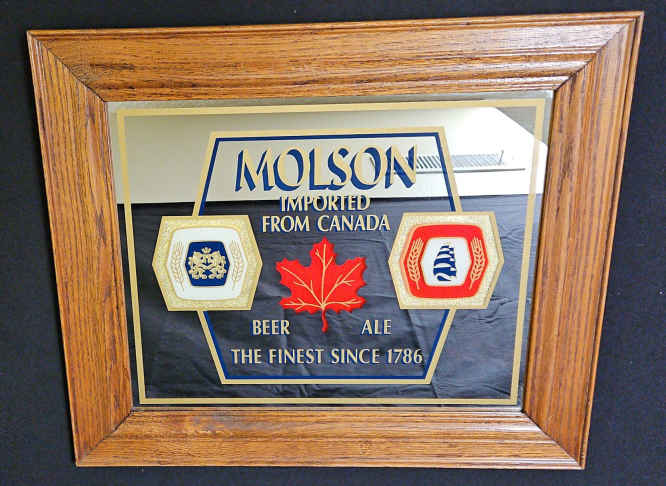 MOLSON
IMPORTED
FROM CANADA
BEER ALE
THE FINEST SINCE 1786